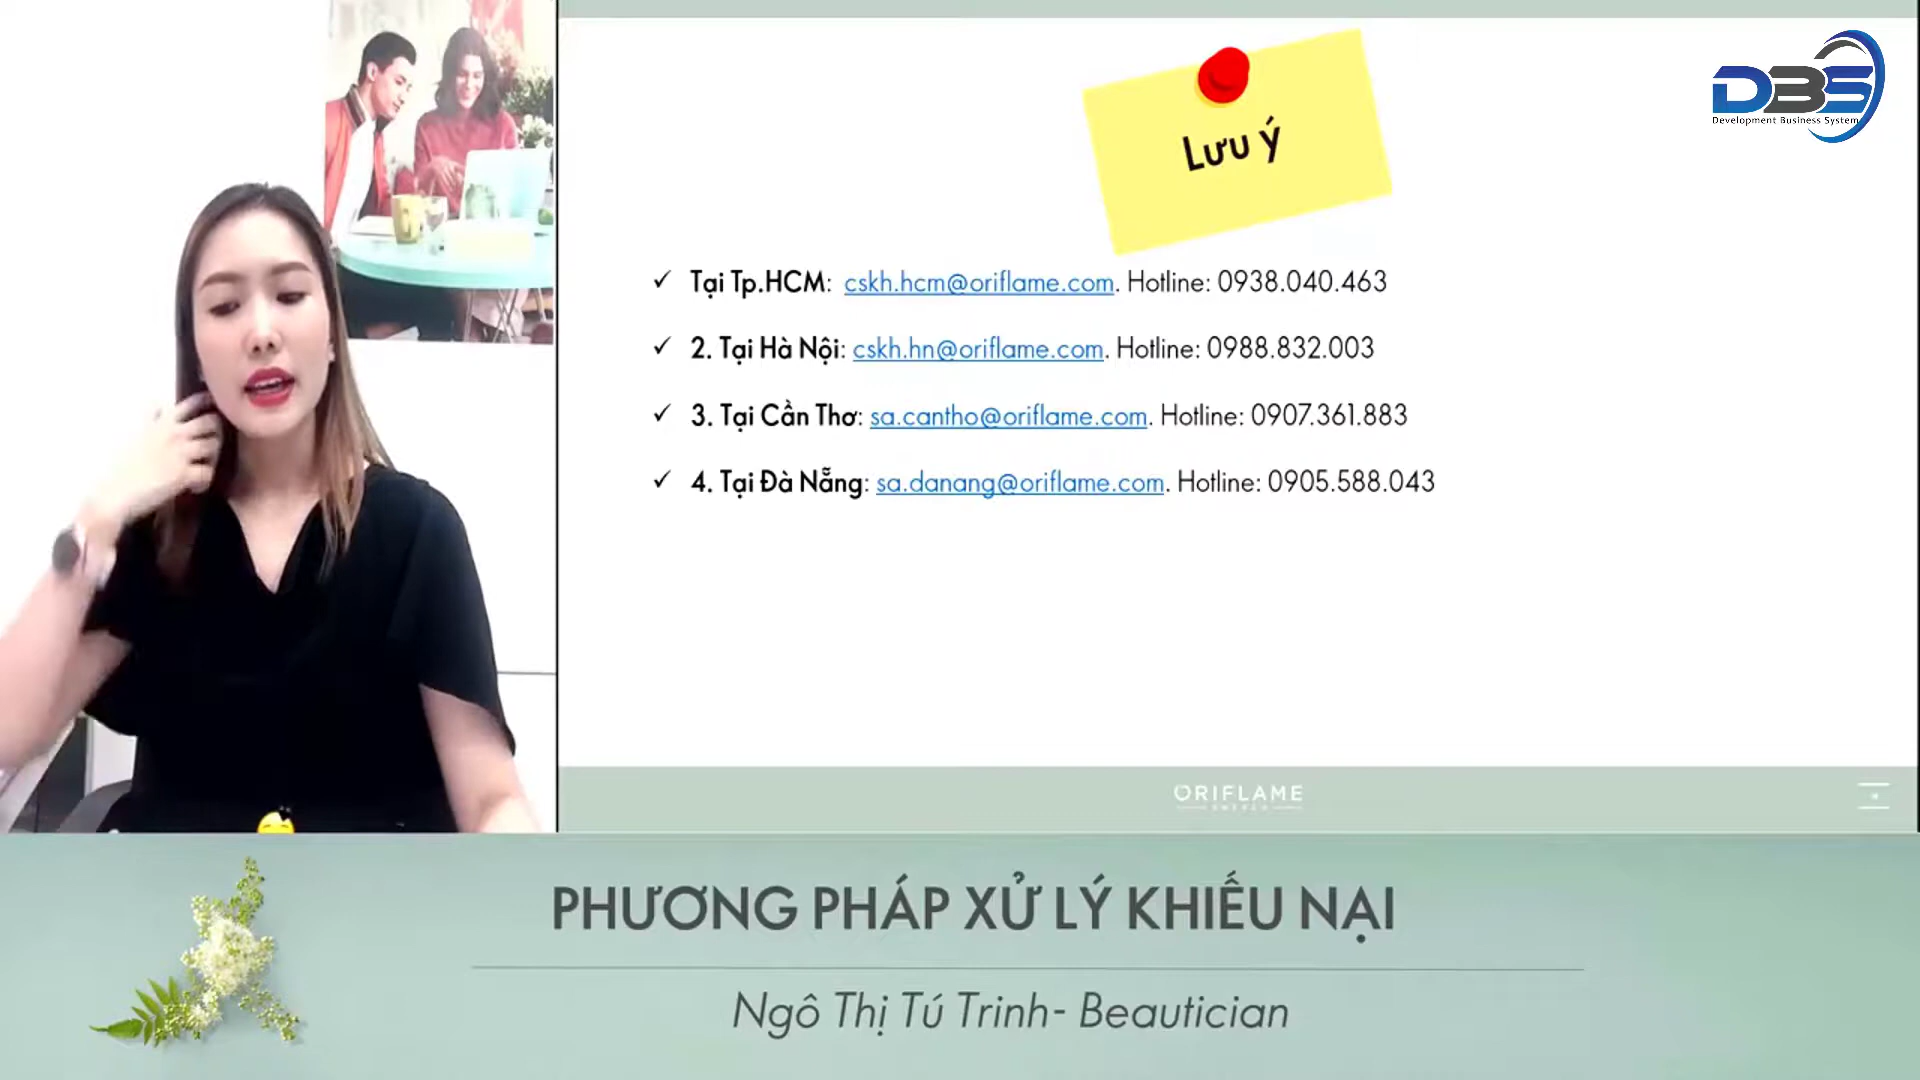 DBS
Development Business System
Lưu ý
✓ Tại Tp.HCM: cskh.hcm@oriflame.com. Hotline: 0938.040.463
✓ 2. Tại Hà Nội: cskh.hn@oriflame.com. Hotline: 0988.832.003
✓ 3. Tại Cần Thơ: sa.cantho@oriflame.com. Hotline: 0907.361.883
✓ 4. Tại Đà Nẵng: sa.danang@oriflame.com. Hotline: 0905.588.043
ORIFLAME
PHƯƠNG PHÁP XỬ LÝ KHIẾU NẠI
Ngô Thị Tú Trinh- Beautician